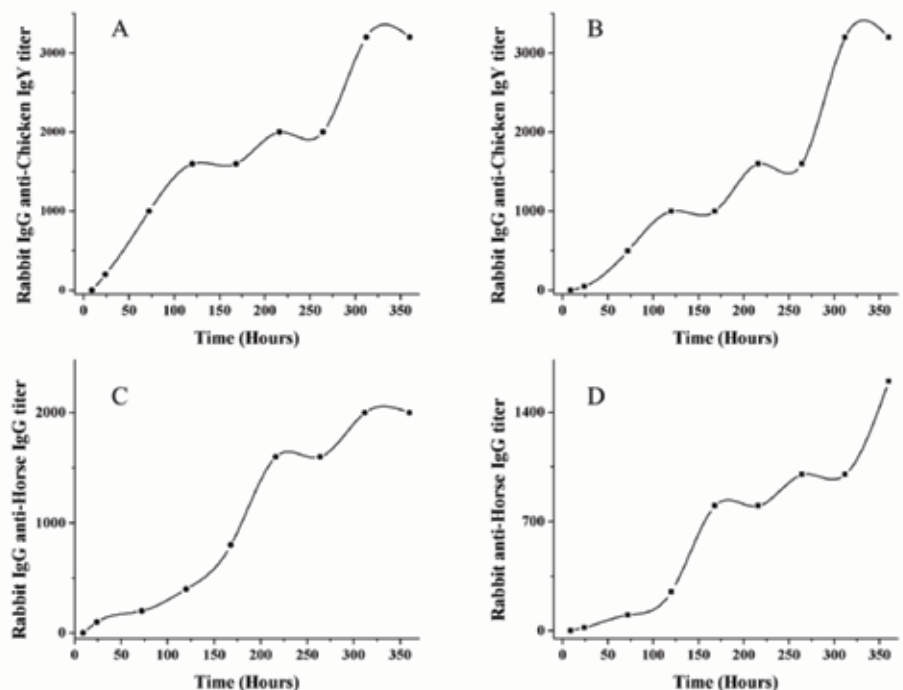 A
Rabbit IgG anti-Chicken IgY titer
3000
2000
1000
0
0 50 100 150 200 250 300 350
Time (Hours)
B
Rabbit IgG anti-Chicken IgY titer
3000
2000
1000
0
0 50 100 150 200 250 300 350
Time (Hours)
C
Rabbit IgG anti-Horse IgG titer
2000
1000
0
0 50 100 150 200 250 300 350
Time (Hours)
D
Rabbit anti-Horse IgG titer
1400
700
0
0 50 100 150 200 250 300 350
Time (Hours)